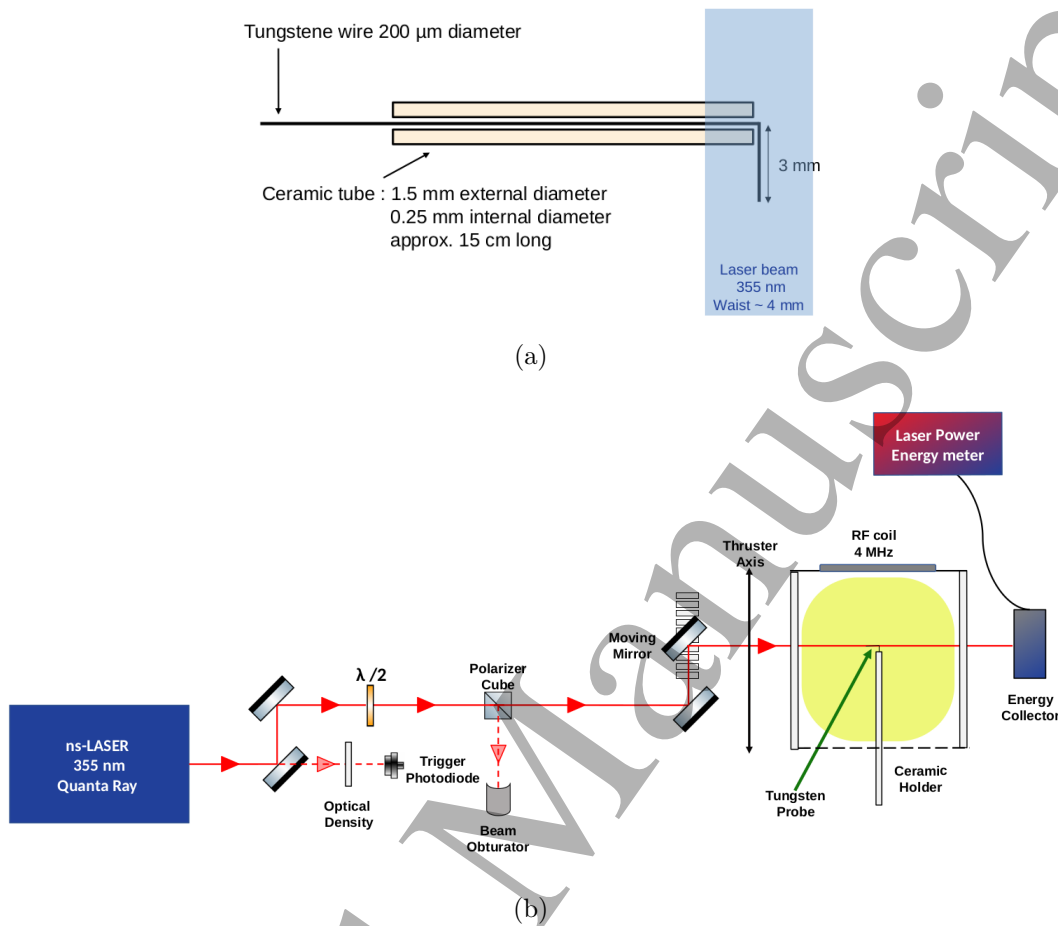 Tungstene wire 200 µm diameter
3 mm
Ceramic tube : 1.5 mm external diameter
0.25 mm internal diameter
approx. 15 cm long
Laser beam
355 nm
Waist ~ 4 mm
(a)
Laser Power
Energy meter
RF coil
4 MHz
Thruster
Axis
Moving
Mirror
λ /2
Polarizer
Cube
ns-LASER
355 nm
Quanta Ray
Trigger
Photodiode
Optical
Density
Beam
Obturator
Energy
Collector
Ceramic
Holder
Tungsten
Probe
(b)
Manuscrip